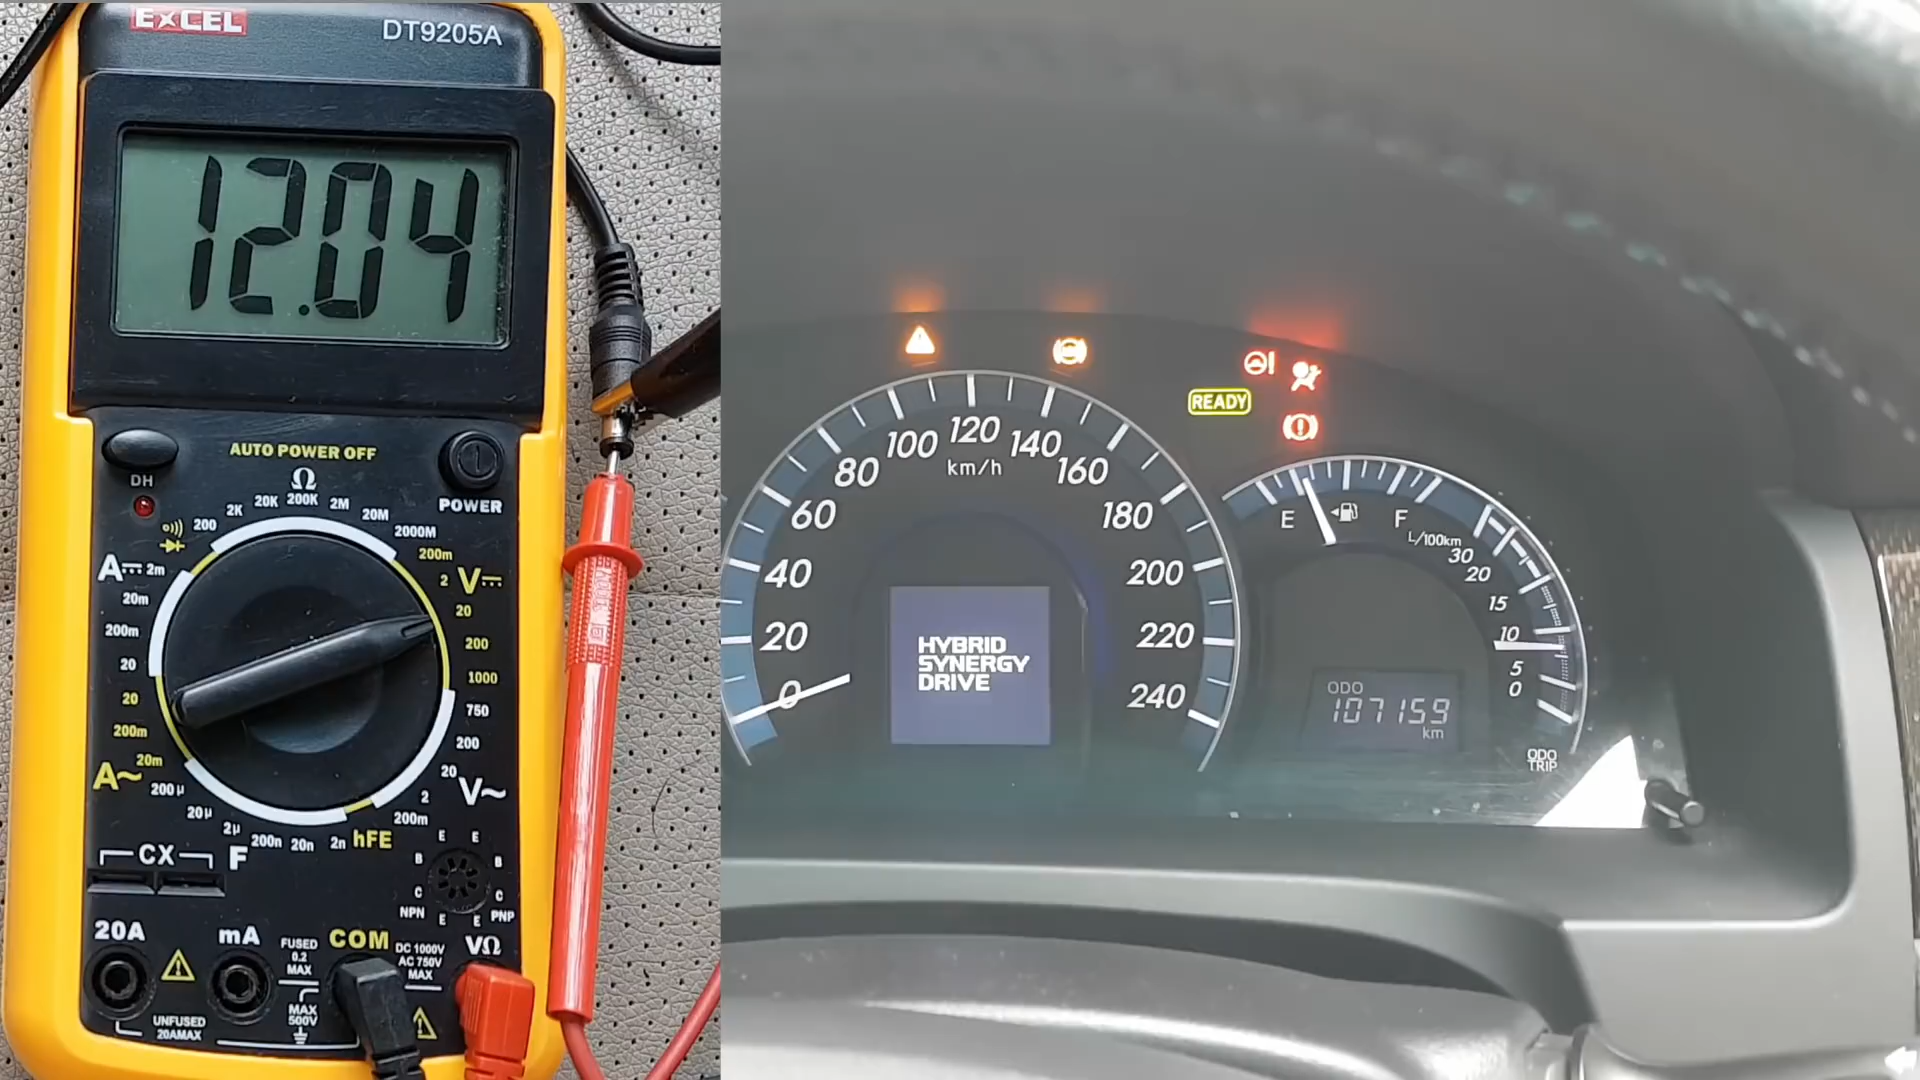 EXCEL
DT9205A
12.04
AUTO POWER OFF
DH
POWER
Ω
200 2K 20K 200K 2M 20M 2000M
200m
2
V
20
200
1000
750
200
20
V~
2
200m
hFE
A
2m
20m
200m
20
20
200m
20m
A~
200µ
20µ
2µ
200n 20n 2n
F
CX
E E
B B
C C
NPN E E PNP
20A
mA
FUSED
0.2
MAX
COM
DC 1000V
AC 750V
MAX
VΩ
MAX
500V
UNFUSED
20AMAX
READY
0 20 40 60 80 100 120 140 160 180 200 220 240
km/h
HYBRID
SYNERGY
DRIVE
E F
L/100km
30
20
15
10
5
0
ODO
107159
km
ODO
TRIP